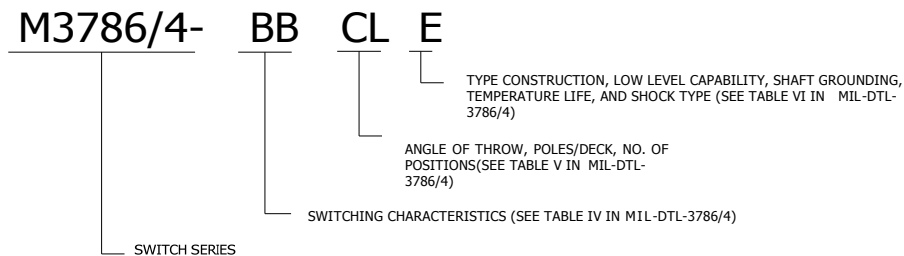 M3786/4- BB CL E
TYPE CONSTRUCTION, LOW LEVEL CAPABILITY, SHAFT GROUNDING,
TEMPERATURE LIFE, AND SHOCK TYPE (SEE TABLE VI IN MIL-DTL-
3786/4)
ANGLE OF THROW, POLES/DECK, NO. OF
POSITIONS(SEE TABLE V IN MIL-DTL-
3786/4)
SWITCHING CHARACTERISTICS (SEE TABLE IV IN MIL-DTL-3786/4)
SWITCH SERIES